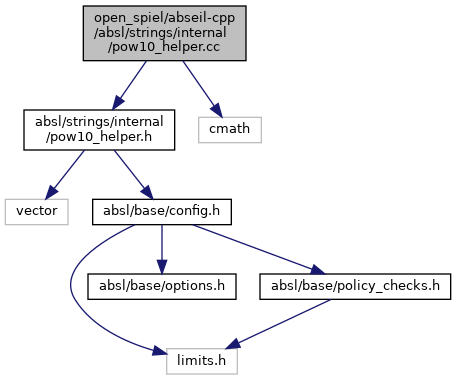 open_spiel/abseil-cpp
/absl/strings/internal
/pow10_helper.cc
absl/strings/internal
/pow10_helper.h
cmath
vector
absl/base/config.h
absl/base/options.h
absl/base/policy_checks.h
limits.h